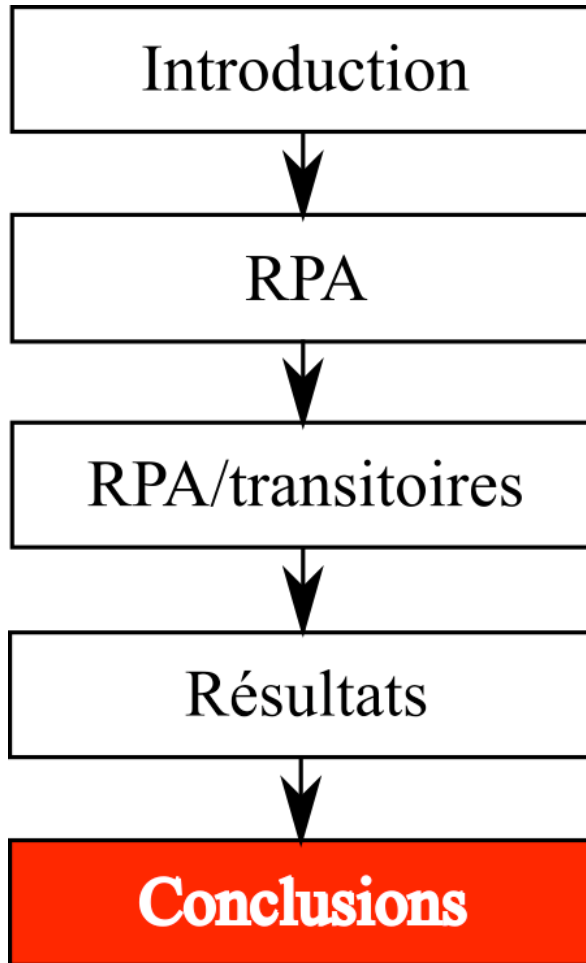 Introduction
RPA
RPA/transitoires
Résultats
Conclusions